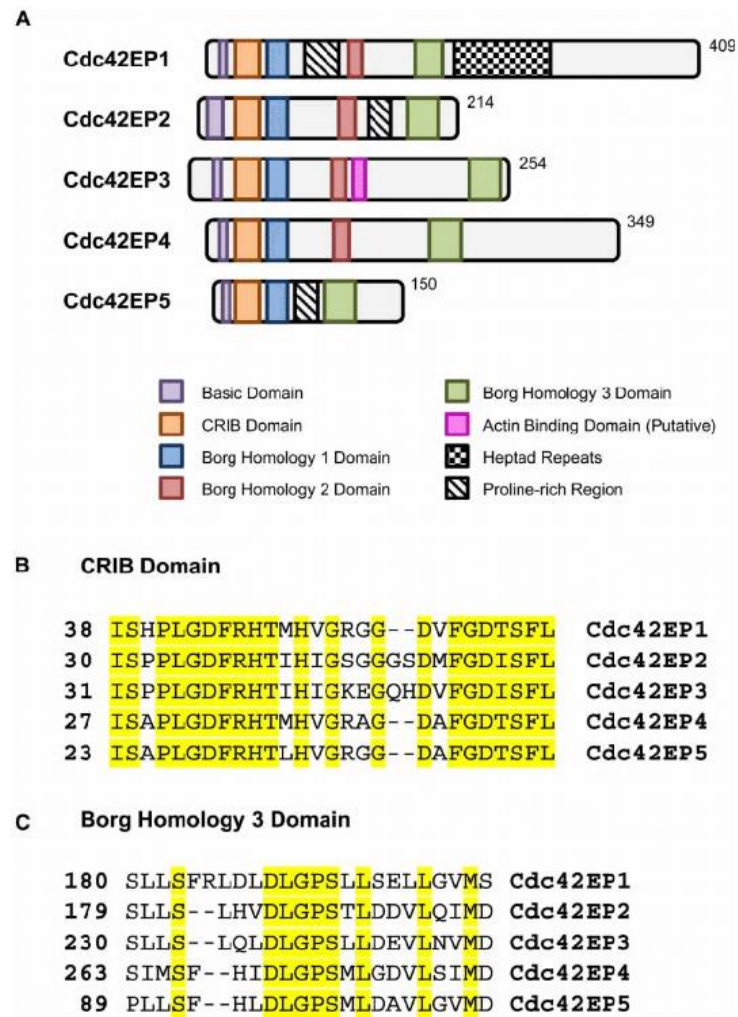 A
Cdc42EP1 409
Cdc42EP2 214
Cdc42EP3 254
Cdc42EP4 349
Cdc42EP5 150
Basic Domain
CRIB Domain
Borg Homology 1 Domain
Borg Homology 2 Domain
Borg Homology 3 Domain
Actin Binding Domain (Putative)
Heptad Repeats
Proline-rich Region
B CRIB Domain
38 ISHPLGDFRHTMHVGRGG--DVFGDTSFL Cdc42EP1
30 ISPPLGDFRHTIHIGSGGGSDMFGDISFL Cdc42EP2
31 ISPPLGDFRHTIHIGKEGQHDVFGDISFL Cdc42EP3
27 ISAPLGDFRHTMHVGRAG--DAFGDTSFL Cdc42EP4
23 ISAPLGDFRHTLHVGRGG--DAFGDTSFL Cdc42EP5
C Borg Homology 3 Domain
180 SLLSFRLDLDLGPSLLSELLGVMS Cdc42EP1
179 SLLS--LHVDLGPSTLDDVLQIMD Cdc42EP2
230 SLLS--LQLDLGPSLLDEVLNVMD Cdc42EP3
263 SIMSF--HIDLGPSMLGDVLSIMD Cdc42EP4
89 PLLSF--HLDLGPSMLDAVLGVMD Cdc42EP5